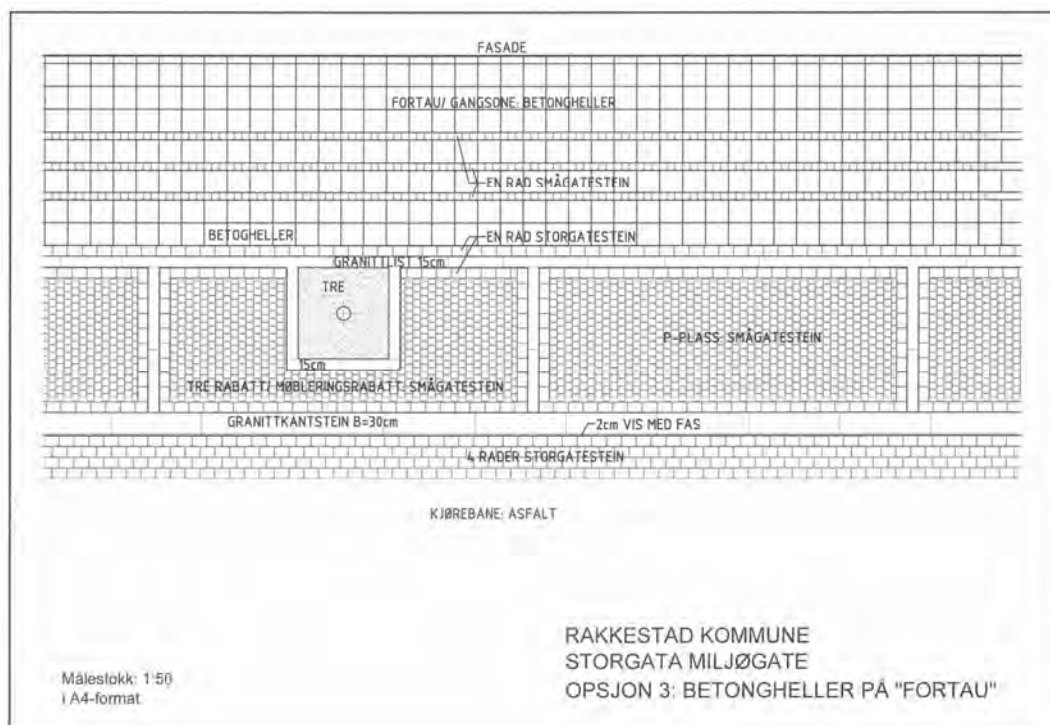 FASADE
FORTAU/ GANGSONE: BETONGHELLER
EN RAD SMÅGATESTEIN
BETOGHELLER
EN RAD STORGATESTEIN
GRANITTLIST 15cm
TRE
P-PLASS: SMÅGATESTEIN
15cm
TRE RABATT/ MØBLERINGSRABATT: SMÅGATESTEIN
GRANITTKANTSTEIN B=30cm
2cm VIS MED FAS
4 RADER STORGATESTEIN
KJØREBANE: ASFALT
RAKKESTAD KOMMUNE
STORGATA MILJØGATE
OPSJON 3: BETONGHELLER PÅ "FORTAU"
Målestokk: 1:50
i A4-format